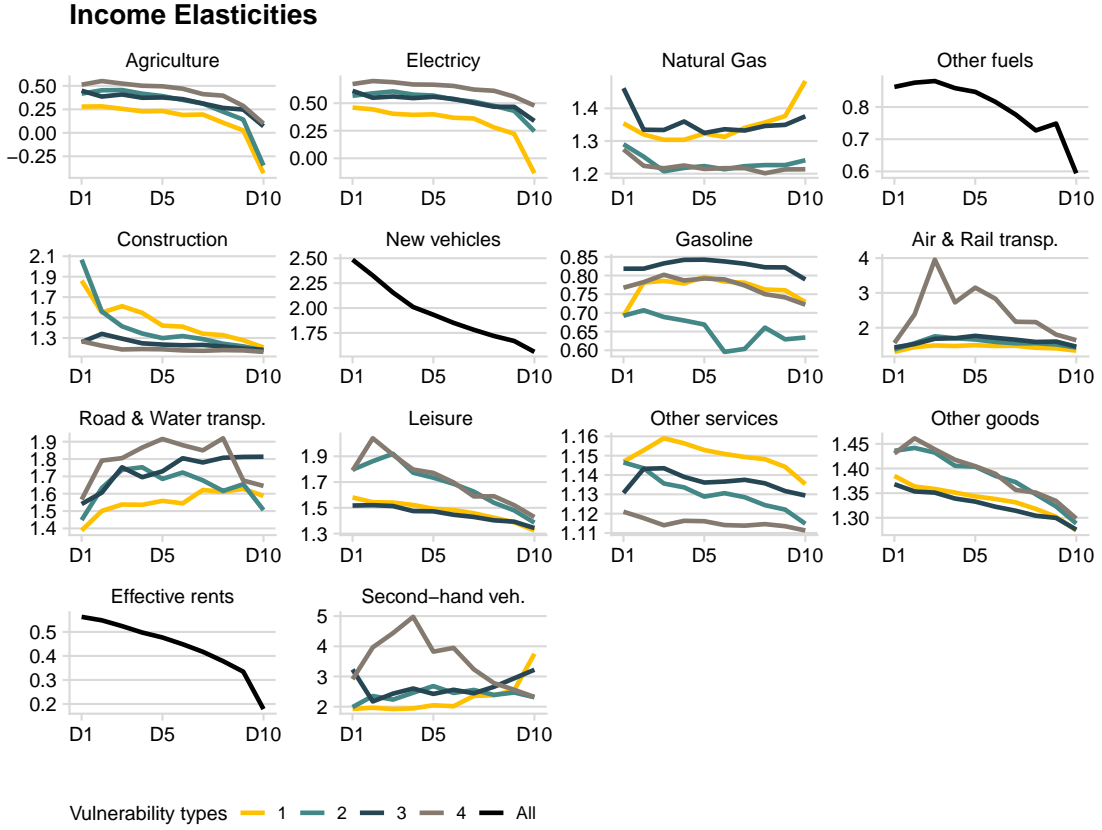 Income Elasticities
Agriculture
Electricy
Natural Gas
Other fuels
0.50
0.25
0.00
−0.25
D1 D5 D10
0.50
0.00
D1 D5 D10
1.4
1.3
1.2
D1 D5 D10
0.8
0.7
0.6
D1 D5 D10
Construction
New vehicles
Gasoline
Air & Rail transp.
2.1
1.9
1.7
1.5
1.3
D1 D5 D10
2.50
2.25
2.00
1.75
D1 D5 D10
0.85
0.80
0.75
0.70
0.65
0.60
D1 D5 D10
4
3
2
D1 D5 D10
Road & Water transp.
Leisure
Other services
Other goods
1.9
1.8
1.7
1.6
1.5
1.4
D1 D5 D10
1.9
1.7
1.5
1.3
D1 D5 D10
1.16
1.15
1.14
1.13
1.12
1.11
D1 D5 D10
1.45
1.40
1.35
1.30
D1 D5 D10
Effective rents
Second−hand veh.
0.5
0.4
0.3
0.2
D1 D5 D10
5
4
3
2
D1 D5 D10
Vulnerability types 1 2 3 4 All